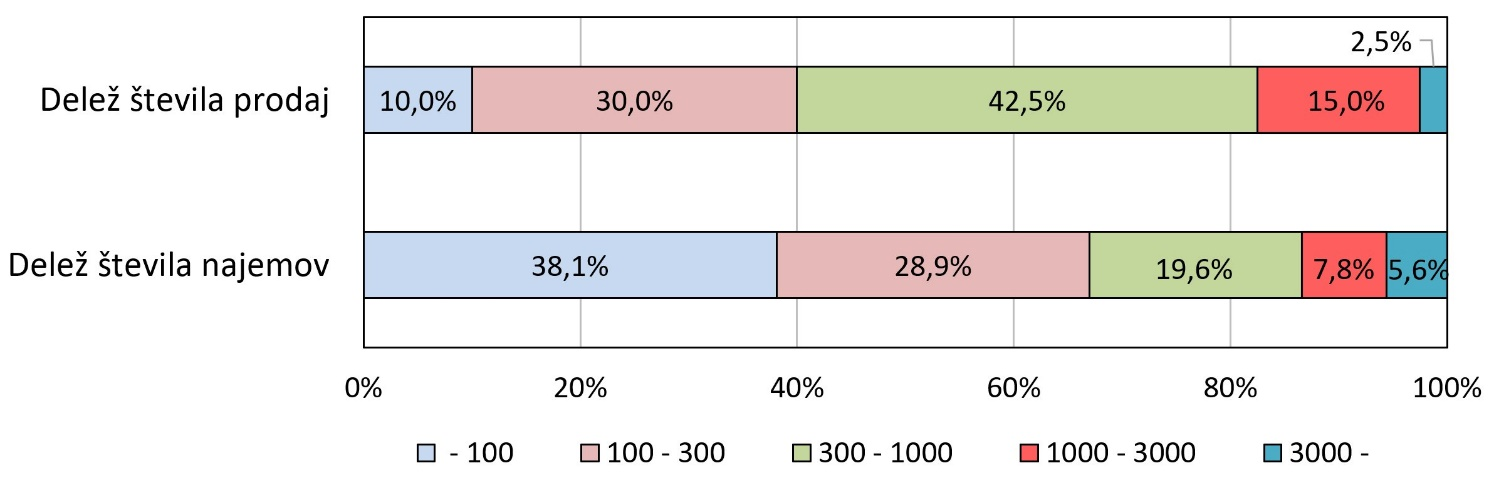 2,5%
Delež števila prodaj 10,0% 30,0% 42,5% 15,0%
Delež števila najemov 38,1% 28,9% 19,6% 7,8% 5,6%
0% 20% 40% 60% 80% 100%
- 100 100 - 300 300 - 1000 1000 - 3000 3000 -